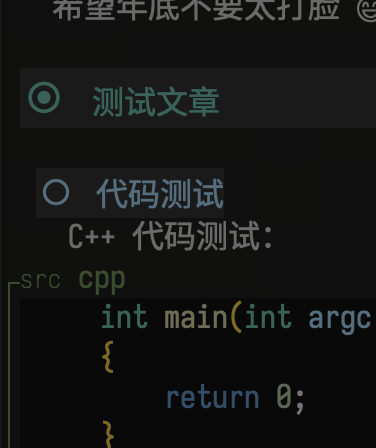 希望年底不要太打脸 😅
测试文章
代码测试
C++ 代码测试：
src cpp
int main(int argc
{
return 0;
}